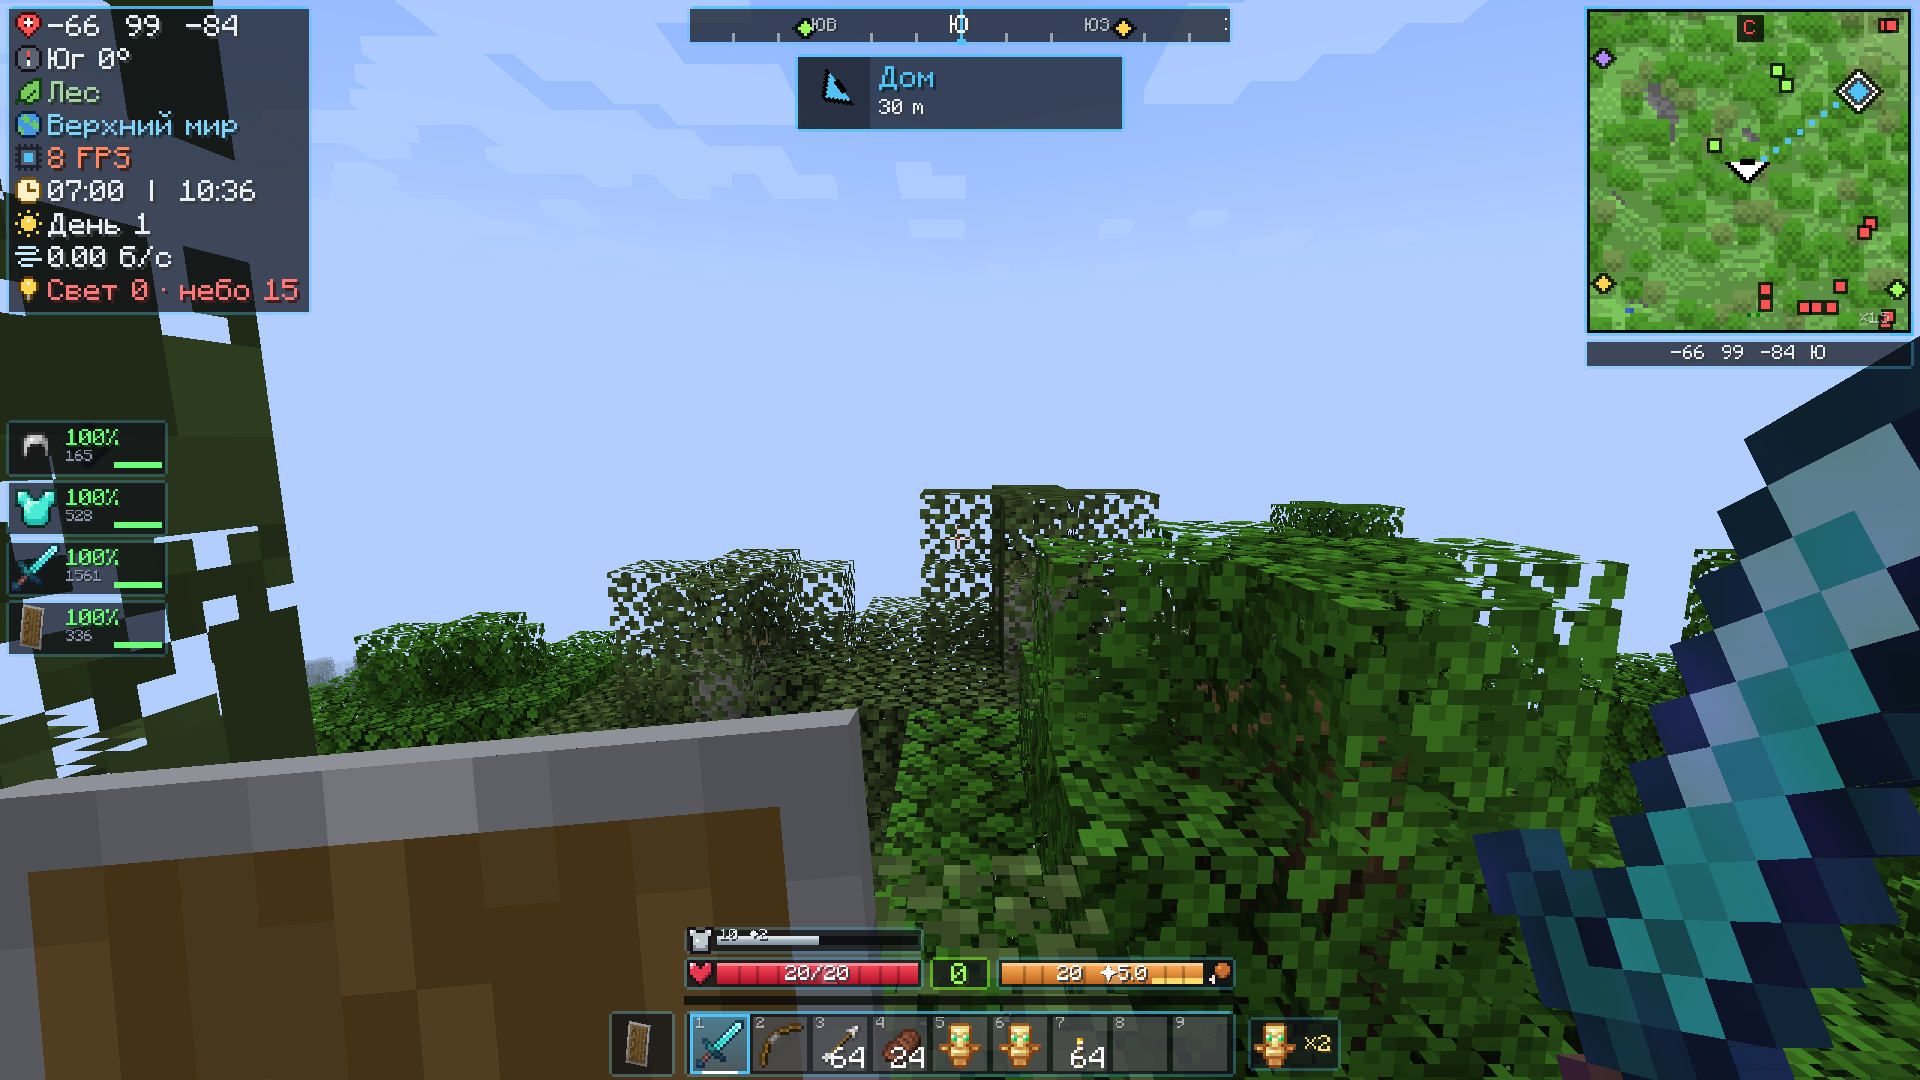 -66 99 -84
Юг 0°
Лес
Верхний мир
8 FPS
07:00 | 10:36
День 1
0.00 б/с
Свет 0 · небо 15
ЮВ Ю ЮЗ
Дом
30 m
С
-66 99 -84 Ю
100%
165
100%
528
100%
1561
100%
336
10 +2
20/20 0 20 +5.0
1 2 3 4 5 6 7 8 9
64 24 64 x2